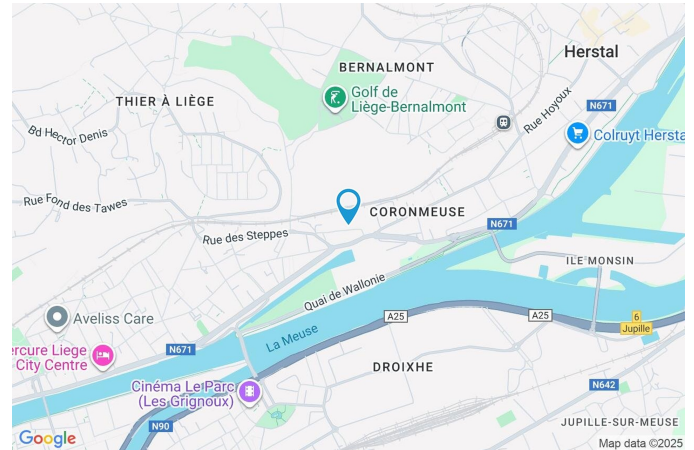 Herstal
BERNALMONT
Golf de
Liège-Bernalmont
THIER À LIÈGE
N671
Rue Hoyoux
Colruyt Hersta
Bd Hector Denis
Rue Fond des Tawes
CORONMEUSE
N671
Rue des Steppes
ILE MONSIN
Quai de Wallonie
Aveliss Care
A25
A25
6
Jupille
La Meuse
ercure Liege
City Centre
N671
DROIXHE
Cinéma Le Parc
(Les Grignoux)
N642
N90
JUPILLE-SUR-MEUSE
Google
Map data ©2025